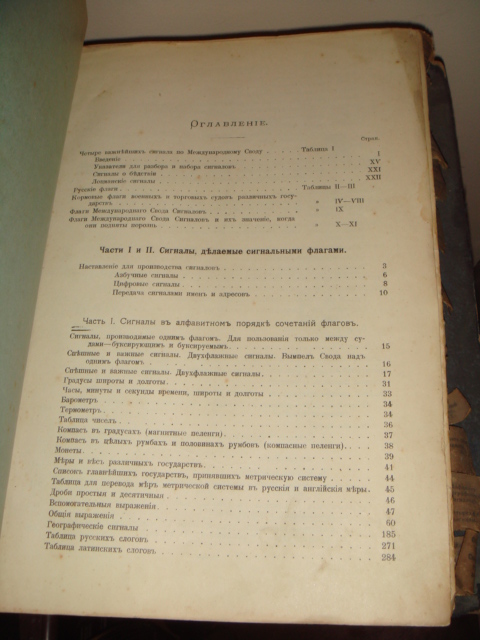 Оглавленіе.
Стран.
Четыре важнѣйшихъ сигнала по Международному Своду . . Таблица I
Введеніе . . . I
Указатели для разбора и набора сигналовъ . . . XV
Сигналы о бѣдствіи . . . XXI
Лоцманскіе сигналы . . . XXII
Русскіе флаги . . . Таблицы II—III
Кормовые флаги военныхъ и торговыхъ судовъ различныхъ госу-
дарствъ . . . „ IV—VIII
Флаги Международнаго Свода Сигналовъ . . . „ IX
Флаги Международнаго Свода Сигналовъ и ихъ значеніе, когда
они подняты порознь . . . „ X—XI
Части I и II. Сигналы, дѣлаемые сигнальными флагами.
Наставленіе для производства сигналовъ . . . 3
Азбучные сигналы . . . 6
Цифровые сигналы . . . 8
Передача сигналами именъ и адресовъ . . . 10
Часть I. Сигналы въ алфавитномъ порядкѣ сочетаній флаговъ.
Сигналы, производимые однимъ флагомъ. Для пользованія только между су-
дами—буксирующимъ и буксируемымъ . . . 15
Спѣшные и важные сигналы. Двухфлажные сигналы. Вымпелъ Свода надъ
однимъ флагомъ . . . 16
Спѣшные и важные сигналы. Двухфлажные сигналы . . . 17
Градусы широты и долготы . . . 31
Часы, минуты и секунды времени, широты и долготы . . . 33
Барометръ . . . 34
Термометръ . . . 34
Таблица чиселъ . . . 36
Компасъ въ градусахъ (магнитные пеленги) . . . 37
Компасъ въ цѣлыхъ румбахъ и половинахъ румбовъ (компасные пеленги) . . . 38
Монеты . . . 39
Мѣры и вѣсъ различныхъ государствъ . . . 41
Списокъ главнѣйшихъ государствъ, принявшихъ метрическую систему . . . 44
Таблица для перевода мѣръ метрической системы въ русскія и англійскія мѣры . 45
Дроби простыя и десятичныя . . . 46
Вспомогательныя выраженія . . . 47
Общія выраженія . . . 60
Географическіе сигналы . . . 185
Таблица русскихъ слоговъ . . . 271
Таблица латинскихъ слоговъ . . . 284